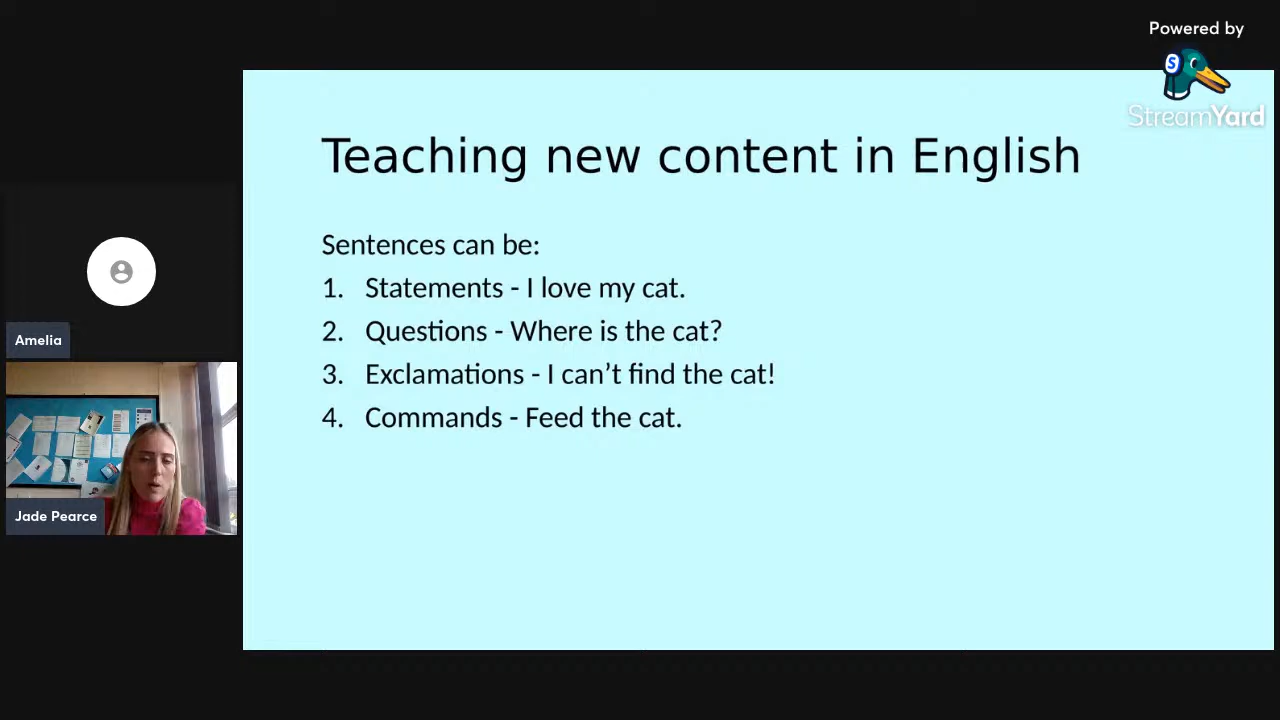 Powered by
StreamYard
Teaching new content in English
Sentences can be:
1. Statements - I love my cat.
2. Questions - Where is the cat?
3. Exclamations - I can’t find the cat!
4. Commands - Feed the cat.
Amelia
Jade Pearce